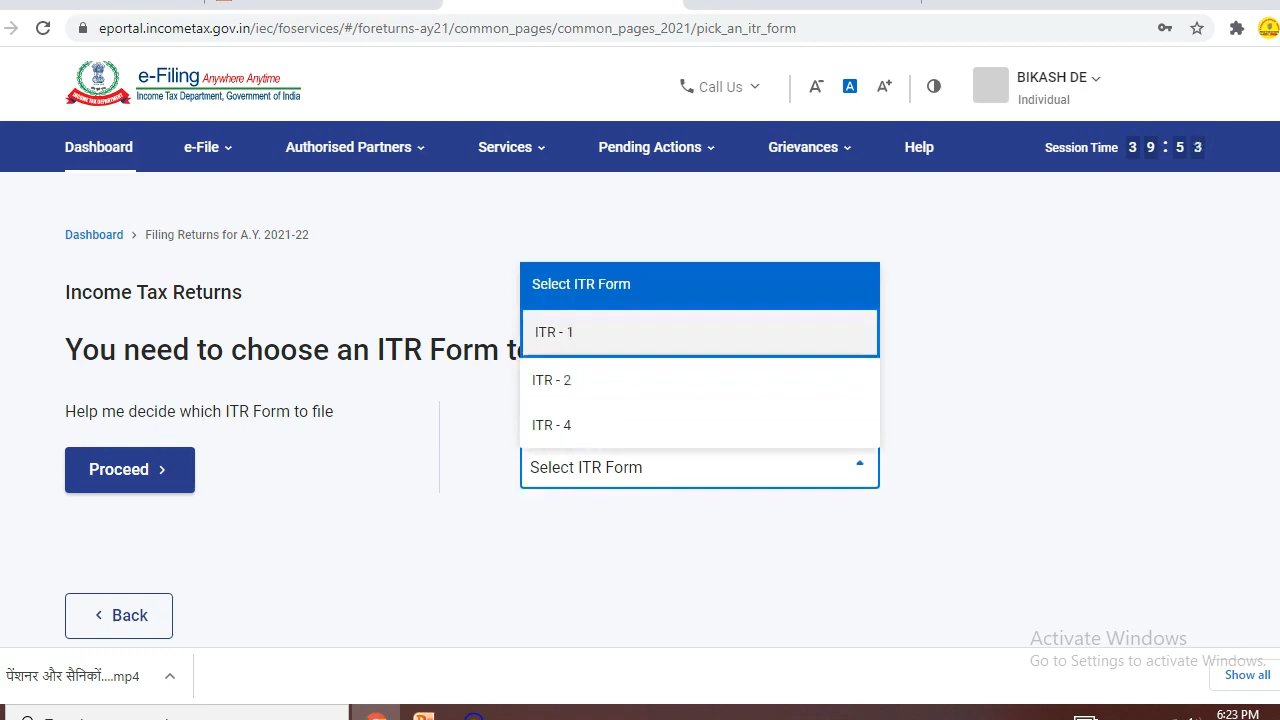 eportal.incometax.gov.in/iec/foservices/#/foreturns-ay21/common_pages/common_pages_2021/pick_an_itr_form
e-Filing Anywhere Anytime
Income Tax Department, Government of India
INCOME TAX DEPARTMENT
Call Us
A-
A
A+
BIKASH DE
Individual
Dashboard
e-File
Authorised Partners
Services
Pending Actions
Grievances
Help
Session Time 3 9 : 5 3
Dashboard > Filing Returns for A.Y. 2021-22
Income Tax Returns
You need to choose an ITR Form
Help me decide which ITR Form to file
Proceed >
Select ITR Form
ITR - 1
ITR - 2
ITR - 4
Select ITR Form
< Back
Activate Windows
Go to Settings to activate Windows.
पेंशनर और सैनिकों....mp4
Show all
6:23 PM